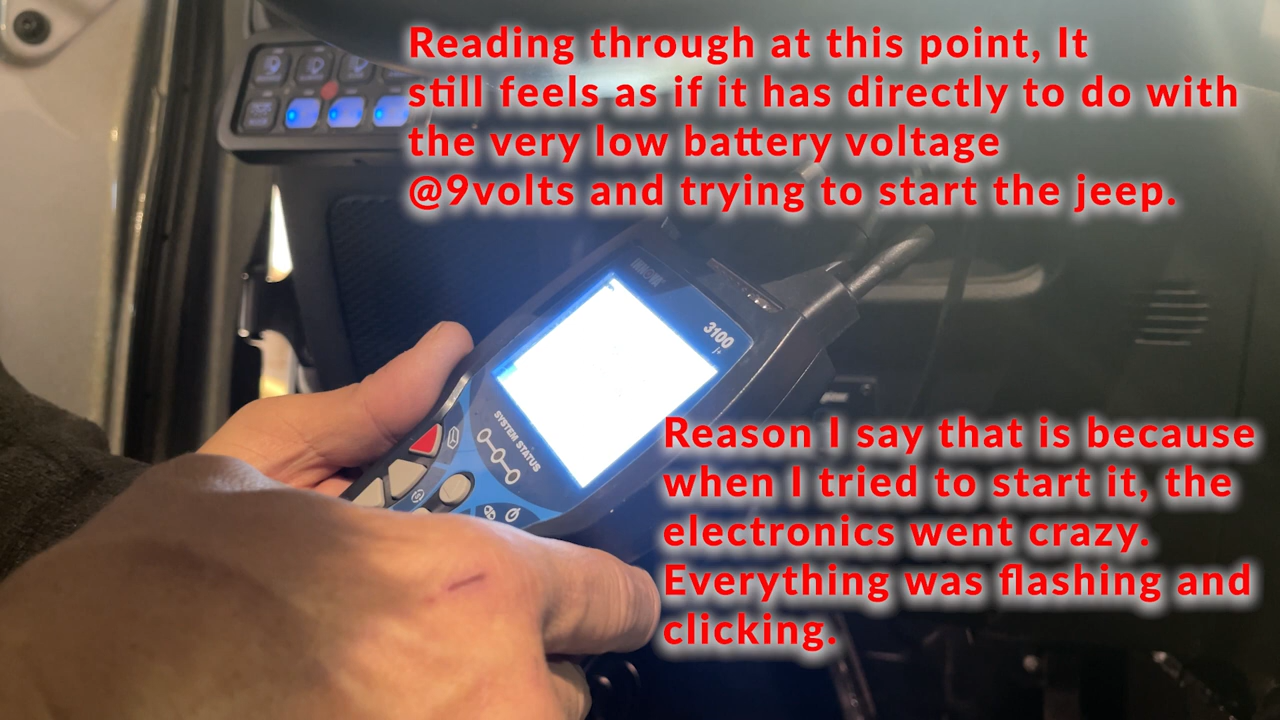 Reading through at this point, It
still feels as if it has directly to do with
the very low battery voltage
@9volts and trying to start the jeep.
INNOVA
3100
SYSTEM STATUS
Reason I say that is because
when I tried to start it, the
electronics went crazy.
Everything was flashing and
clicking.